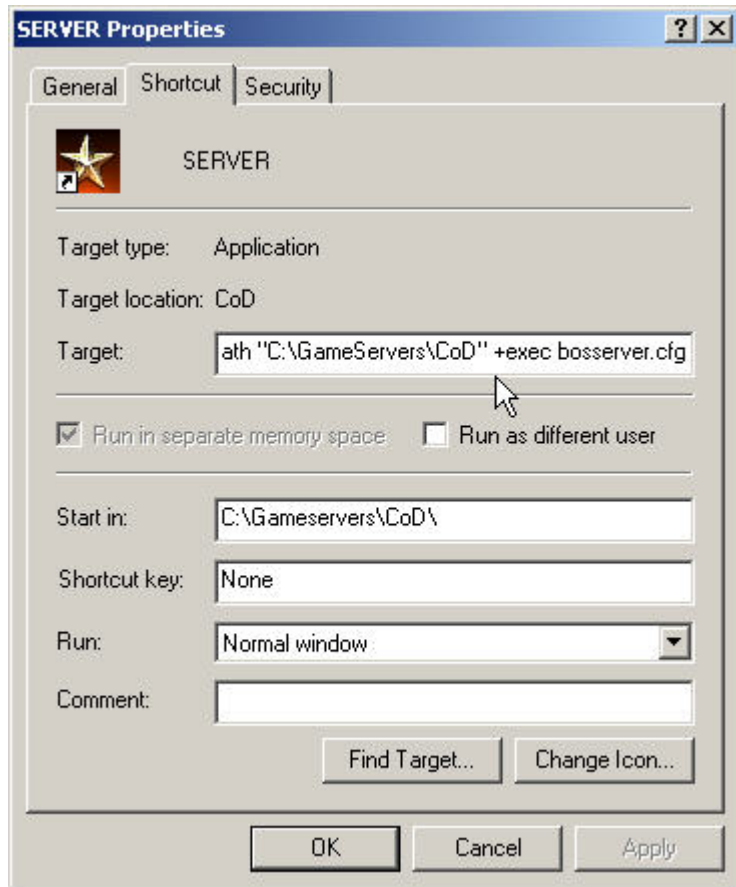 SERVER Properties
General Shortcut Security
SERVER
Target type: Application
Target location: CoD
Target: ath "C:\GameServers\CoD" +exec bosserver.cfg
Run in separate memory space Run as different user
Start in: C:\Gameservers\CoD\
Shortcut key: None
Run: Normal window
Comment:
Find Target... Change Icon...
OK Cancel Apply